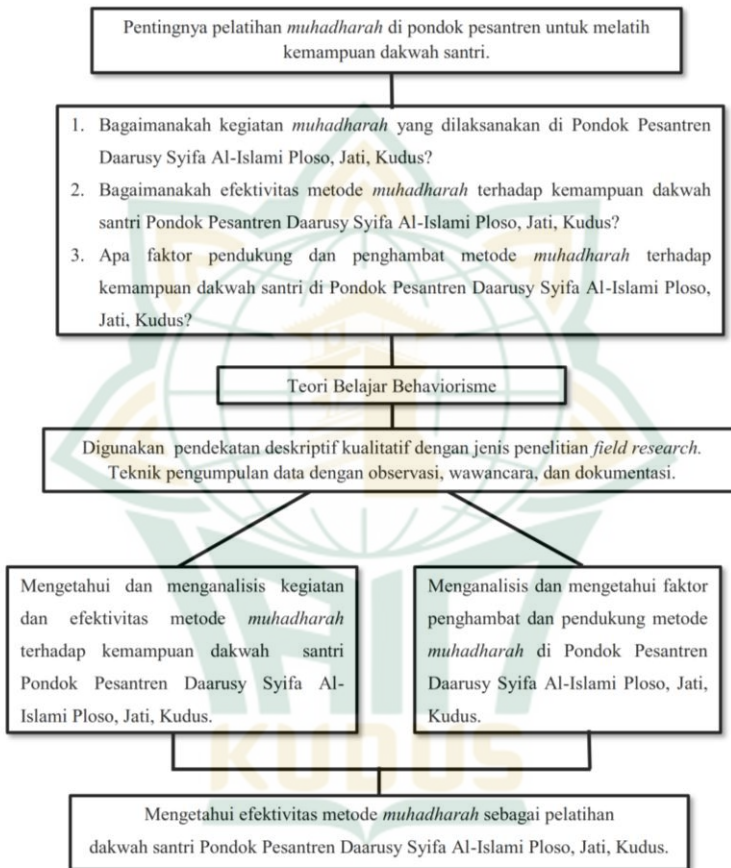 Pentingnya pelatihan muhadharah di pondok pesantren untuk melatih
kemampuan dakwah santri.
1. Bagaimanakah kegiatan muhadharah yang dilaksanakan di Pondok Pesantren
Daarusy Syifa Al-Islami Ploso, Jati, Kudus?
2. Bagaimanakah efektivitas metode muhadharah terhadap kemampuan dakwah
santri Pondok Pesantren Daarusy Syifa Al-Islami Ploso, Jati, Kudus?
3. Apa faktor pendukung dan penghambat metode muhadharah terhadap
kemampuan dakwah santri di Pondok Pesantren Daarusy Syifa Al-Islami Ploso,
Jati, Kudus?
Teori Belajar Behaviorisme
Digunakan pendekatan deskriptif kualitatif dengan jenis penelitian field research.
Teknik pengumpulan data dengan observasi, wawancara, dan dokumentasi.
Mengetahui dan menganalisis kegiatan
dan efektivitas metode muhadharah
terhadap kemampuan dakwah santri
Pondok Pesantren Daarusy Syifa Al-
Islami Ploso, Jati, Kudus.
Menganalisis dan mengetahui faktor
penghambat dan pendukung metode
muhadharah di Pondok Pesantren
Daarusy Syifa Al-Islami Ploso, Jati,
Kudus.
KUDUS
Mengetahui efektivitas metode muhadharah sebagai pelatihan
dakwah santri Pondok Pesantren Daarusy Syifa Al-Islami Ploso, Jati, Kudus.